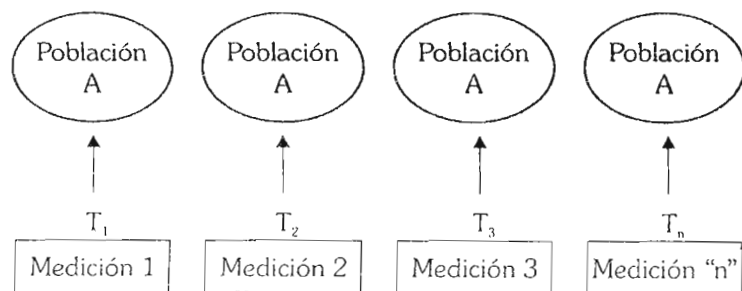 Población Población Población Población
A A A A
T₁ T₂ T₃ Tₙ
Medición 1 Medición 2 Medición 3 Medición “n”